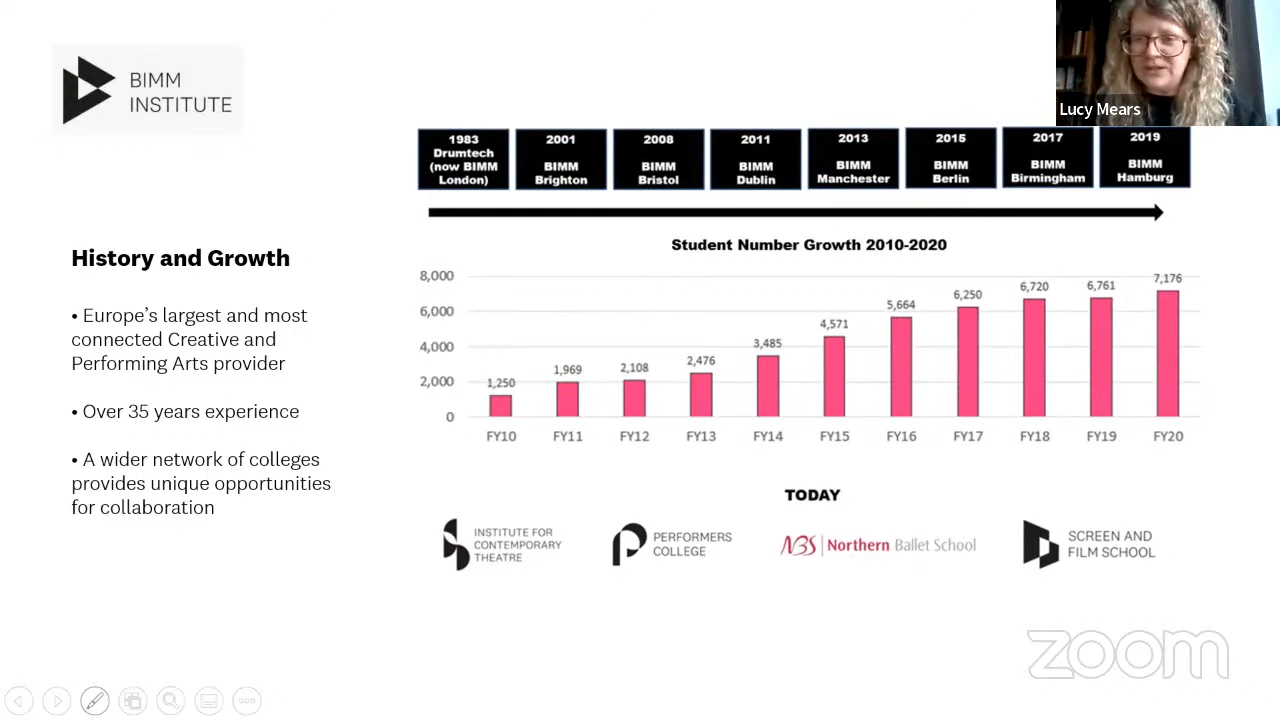 BIMM
INSTITUTE
Lucy Mears
1983
Drumtech
(now BIMM
London)
2001
BIMM
Brighton
2008
BIMM
Bristol
2011
BIMM
Dublin
2013
BIMM
Manchester
2015
BIMM
Berlin
2017
BIMM
Birmingham
2019
BIMM
Hamburg
History and Growth
• Europe’s largest and most
connected Creative and
Performing Arts provider
• Over 35 years experience
• A wider network of colleges
provides unique opportunities
for collaboration
Student Number Growth 2010-2020
8,000
6,000
4,000
2,000
0
1,250
1,969
2,108
2,476
3,485
4,571
5,664
6,250
6,720
6,761
7,176
FY10
FY11
FY12
FY13
FY14
FY15
FY16
FY17
FY18
FY19
FY20
TODAY
INSTITUTE FOR
CONTEMPORARY
THEATRE
PERFORMERS
COLLEGE
NBS | Northern Ballet School
SCREEN AND
FILM SCHOOL
zoom